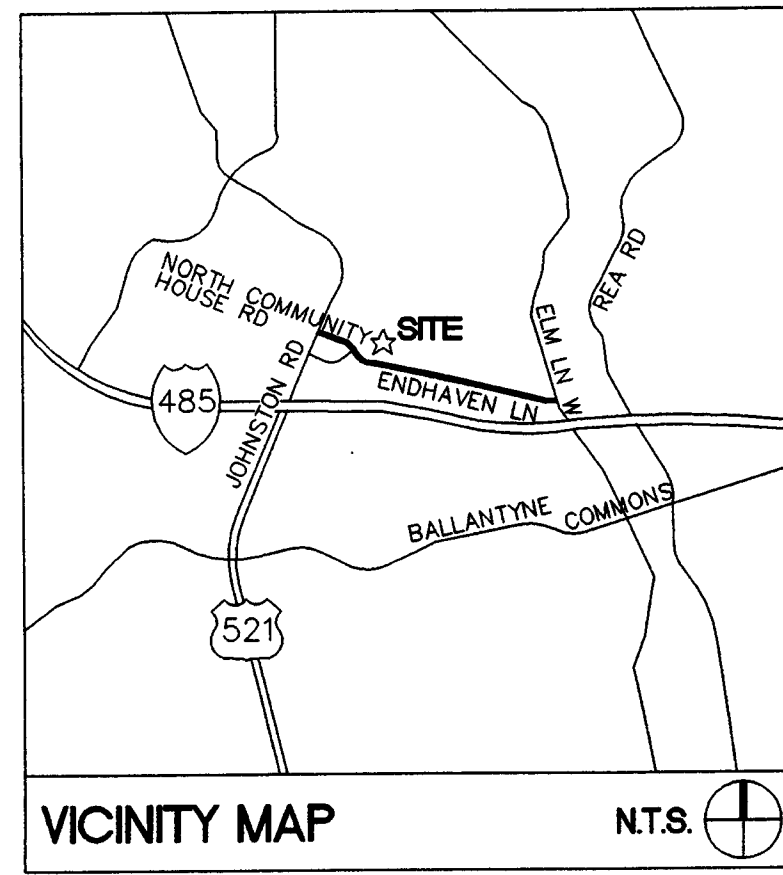 NORTH COMMUNITY
HOUSE RD
SITE
REA RD
ELM LN W
ENDHAVEN LN
JOHNSTON RD
485
BALLANTYNE COMMONS
521
VICINITY MAP
N.T.S.